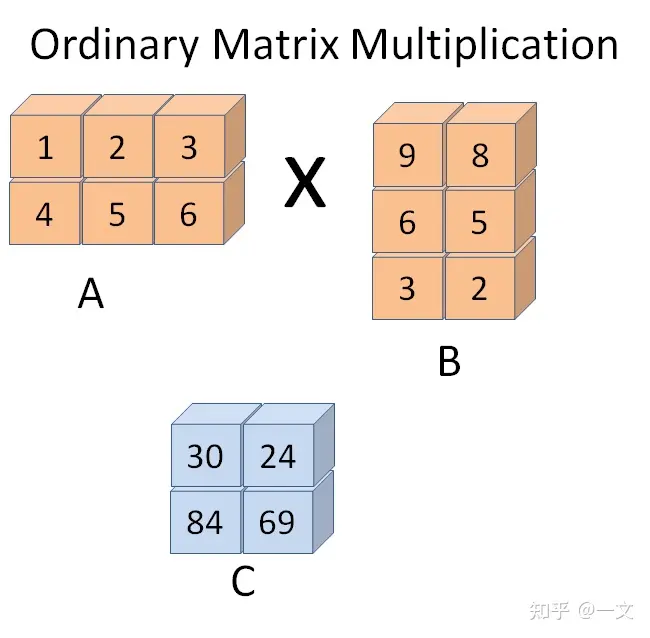 Ordinary Matrix Multiplication
1 2 3
4 5 6
A
X
9 8
6 5
3 2
B
30 24
84 69
C
知乎 @一文